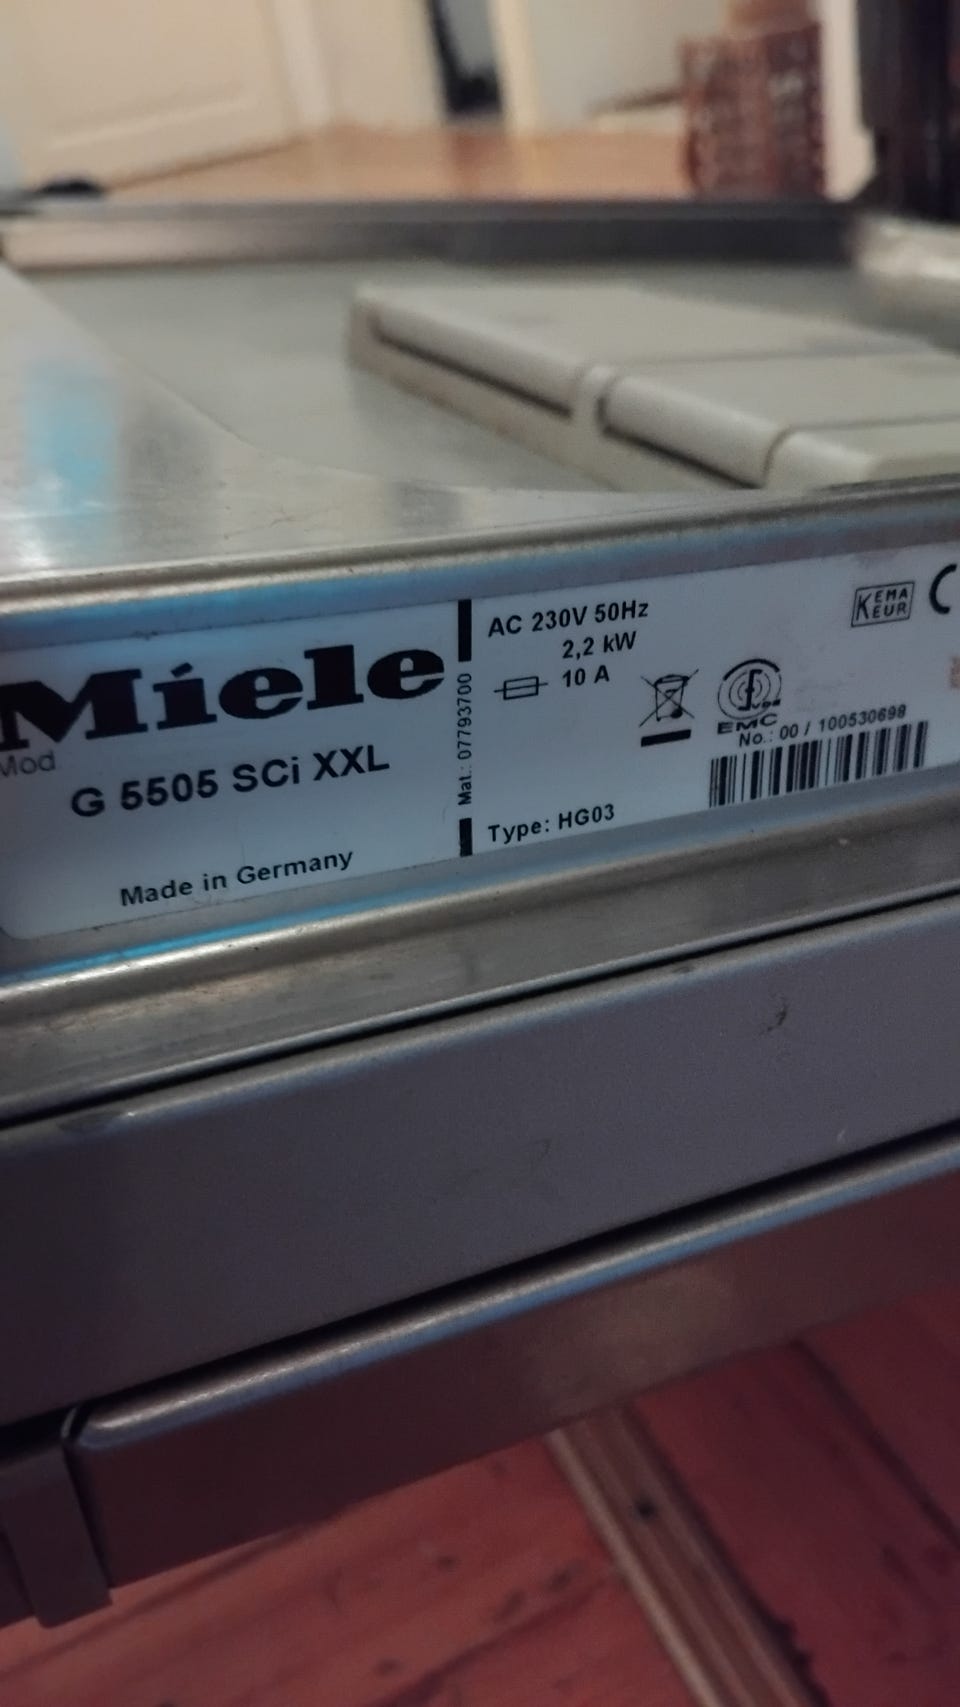 Miele
Mod
G 5505 SCi XXL
Made in Germany
Mat.: 07793700
AC 230V 50Hz
2,2 kW
10 A
Type: HG03
KEMA
EUR
EMC
No.: 00 / 100530698